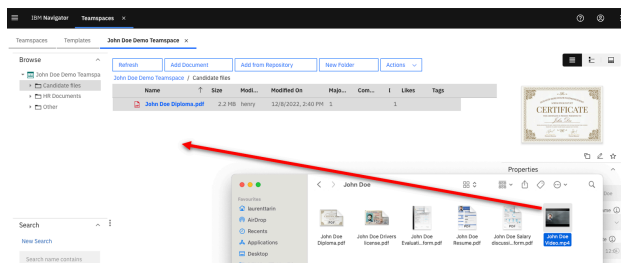 IBM Navigator Teamspaces ×
Teamspaces Templates John Doe Demo Teamspace ×
Browse
John Doe Demo Teamspa
Candidate files
HR Documents
Other
Refresh Add Document Add from Repository New Folder Actions
John Doe Demo Teamspace / Candidate files
Name Size Modi... Modified On Majo... Com... I Likes Tags
John Doe Diploma.pdf 2.2 MB henry 12/8/2022, 2:40 PM 1 1
CERTIFICATE
Properties
John Doe
Favourites
laurenttarin
AirDrop
Recents
Applications
Desktop
John Doe Diploma.pdf
John Doe Drivers license.pdf
John Doe Evaluati...form.pdf
John Doe Resume.pdf
John Doe Salary discussi...form.pdf
John Doe Video.mp4
Search
New Search
Search name contains